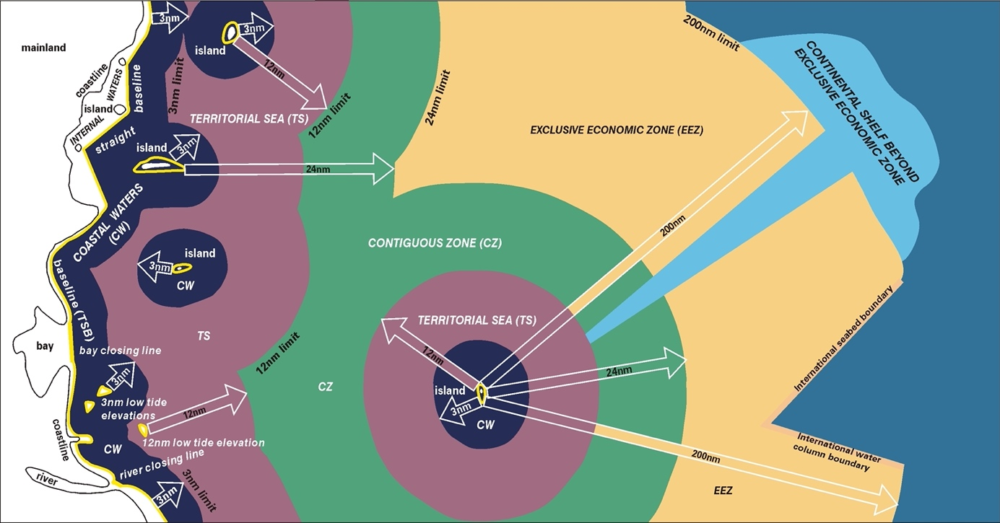 mainland
coastline
island
INTERNAL
WATERS
baseline
straight
3nm
3nm limit
island
3nm
12nm
TERRITORIAL SEA (TS)
12nm limit
24nm limit
island
3nm
24nm
200nm limit
EXCLUSIVE ECONOMIC ZONE (EEZ)
CONTINENTAL SHELF BEYOND
EXCLUSIVE ECONOMIC ZONE
COASTAL WATERS
(CW)
island
3nm
CW
CONTIGUOUS ZONE (CZ)
200nm
baseline (TSB)
TS
bay
bay closing line
3nm
3nm low tide
elevations
12nm
12nm limit
12nm low tide elevation
CZ
TERRITORIAL SEA (TS)
12nm
island
3nm
CW
24nm
200nm
International seabed boundary
International water
column boundary
EEZ
coastline
CW
river closing line
river
3nm
3nm limit